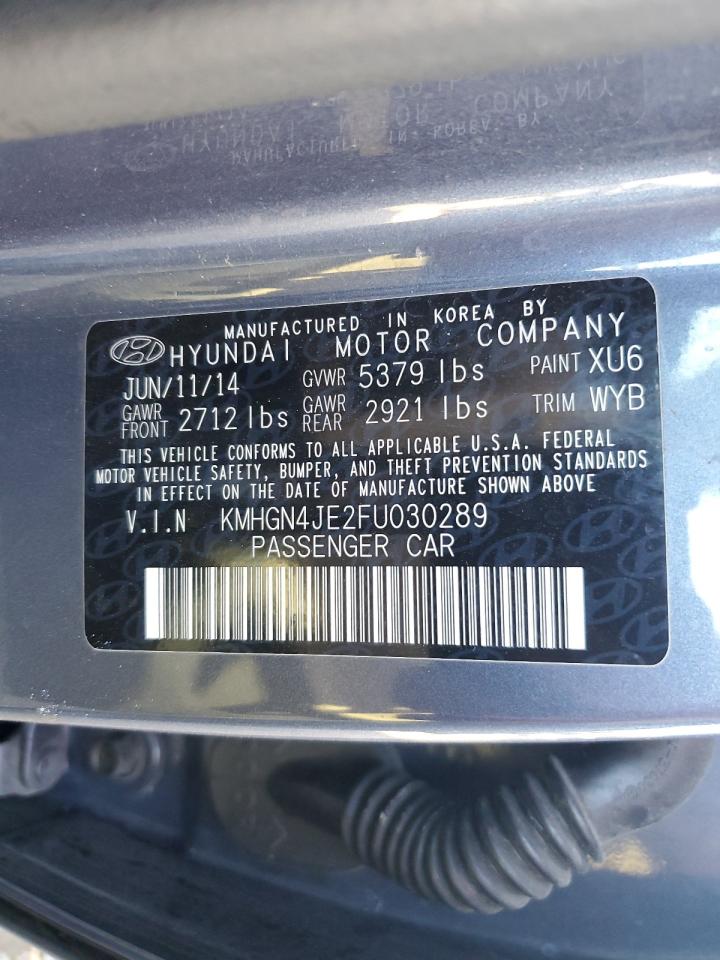 MANUFACTURED IN KOREA BY
HYUNDAI MOTOR COMPANY
JUN/11/14 GVWR 5379 lbs PAINT XU6
GAWR FRONT 2712 lbs GAWR REAR 2921 lbs TRIM WYB
THIS VEHICLE CONFORMS TO ALL APPLICABLE U.S.A. FEDERAL
MOTOR VEHICLE SAFETY, BUMPER, AND THEFT PREVENTION STANDARDS
IN EFFECT ON THE DATE OF MANUFACTURE SHOWN ABOVE
V.I.N KMHGN4JE2FU030289
PASSENGER CAR